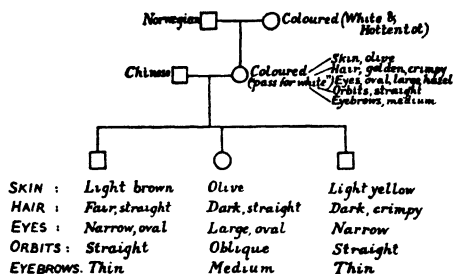 Norwegian Coloured (White &
Hottentot)
Chinese Coloured
("pass for white")
Skin, olive
Hair, golden, crimpy
Eyes, oval, large hazel
Orbits, straight
Eyebrows, medium
SKIN : Light brown Olive Light yellow
HAIR : Fair, straight Dark, straight Dark, crimpy
EYES : Narrow, oval Large, oval Narrow
ORBITS : Straight Oblique Straight
EYEBROWS. Thin Medium Thin